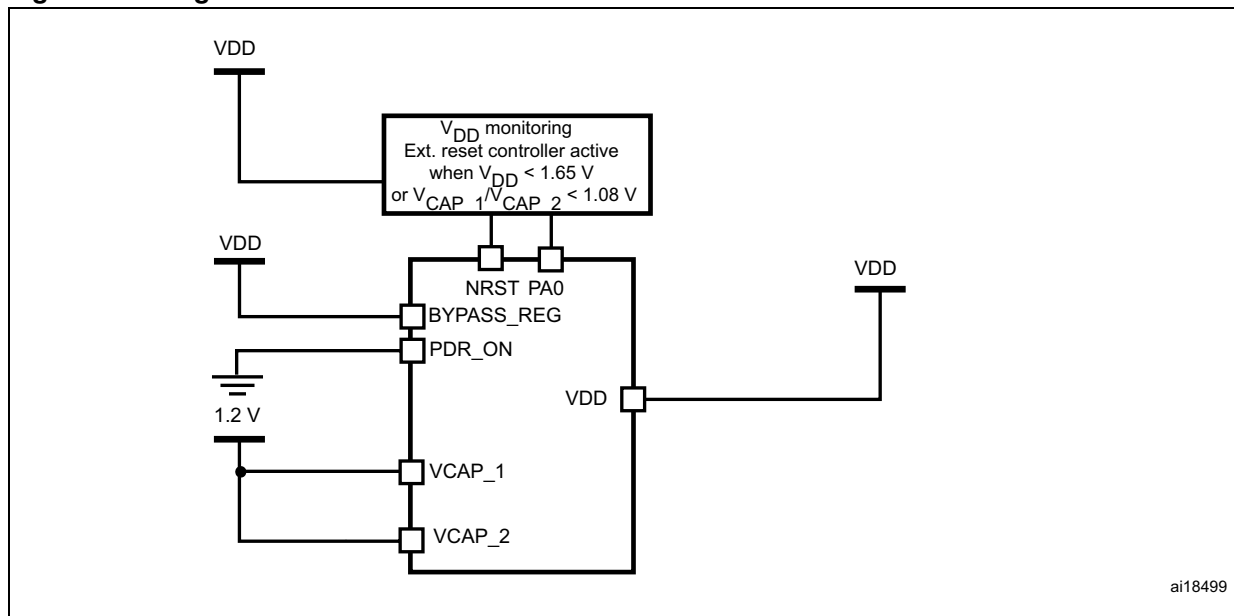 VDD
VDD monitoring
Ext. reset controller active
when VDD < 1.65 V
or VCAP_1/VCAP_2 < 1.08 V
VDD
NRST PA0
VDD
BYPASS_REG
PDR_ON
1.2 V
VDD
VCAP_1
VCAP_2
ai18499